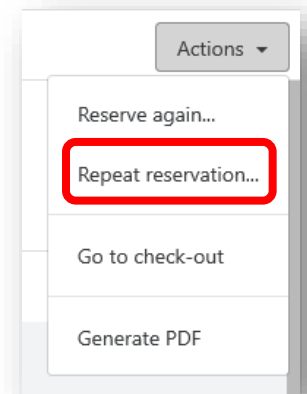 Actions
Reserve again...
Repeat reservation...
Go to check-out
Generate PDF